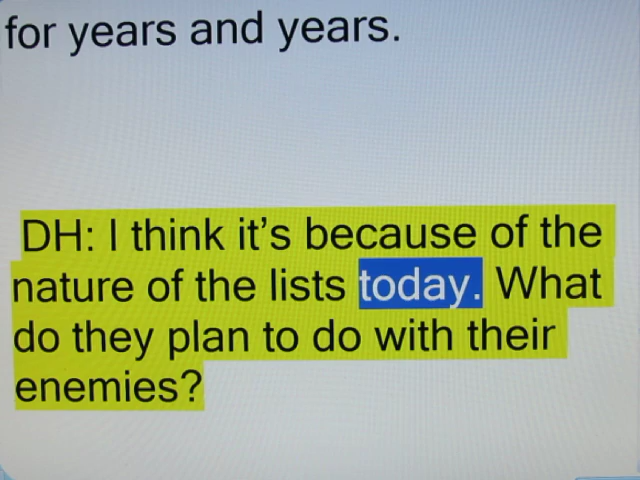 for years and years.
DH: I think it’s because of the
nature of the lists today. What
do they plan to do with their
enemies?